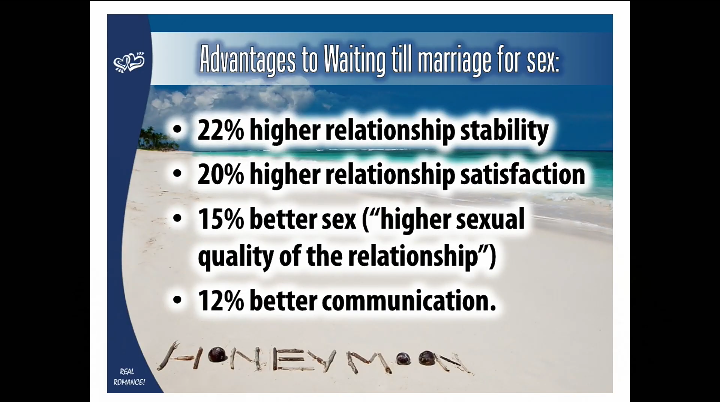 Advantages to Waiting till marriage for sex:
• 22% higher relationship stability
• 20% higher relationship satisfaction
• 15% better sex ("higher sexual
quality of the relationship")
• 12% better communication.
HONEYMOON
REAL
ROMANCE!